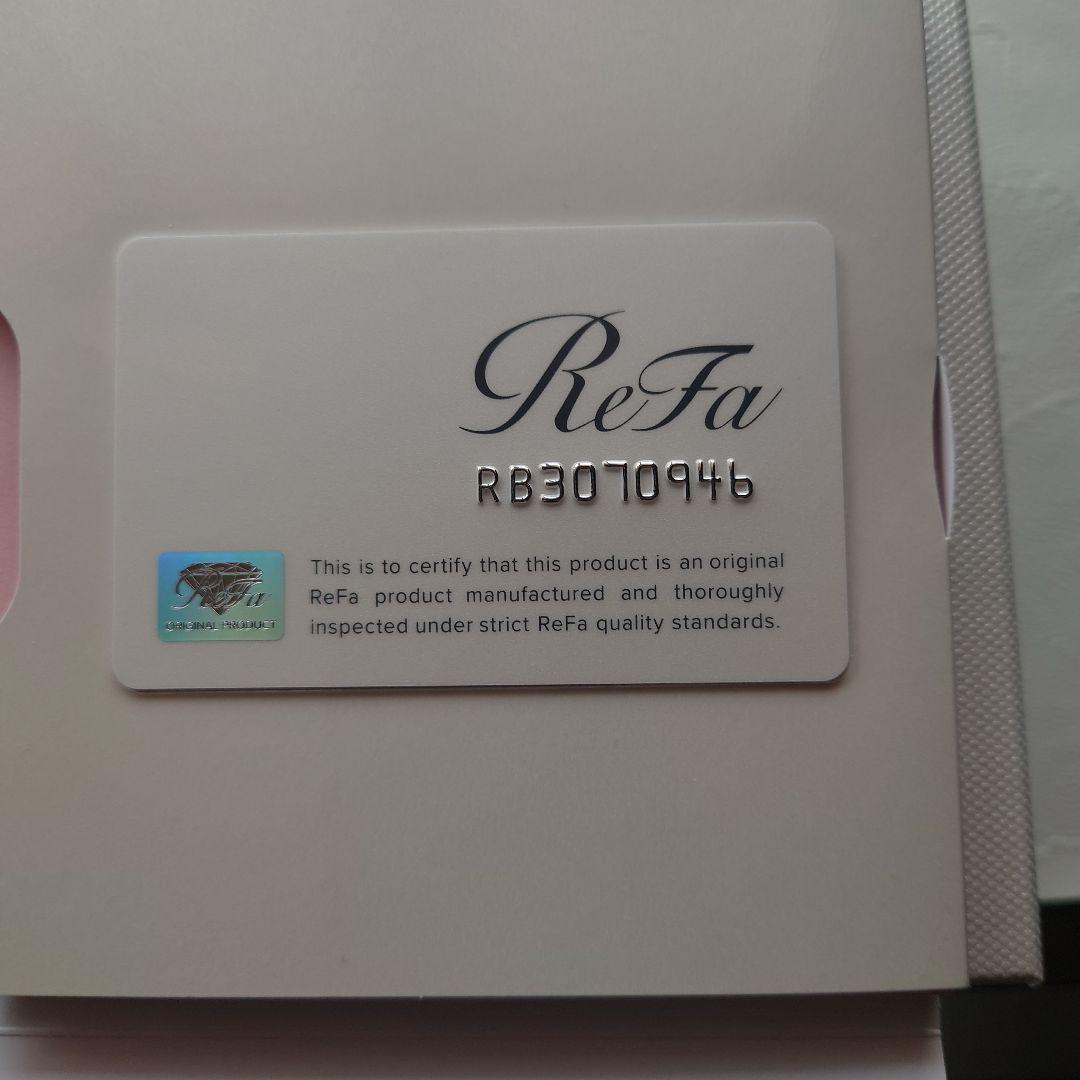 ReFa
RB3070946
ReFa
ORIGINAL PRODUCT
This is to certify that this product is an original
ReFa product manufactured and thoroughly
inspected under strict ReFa quality standards.